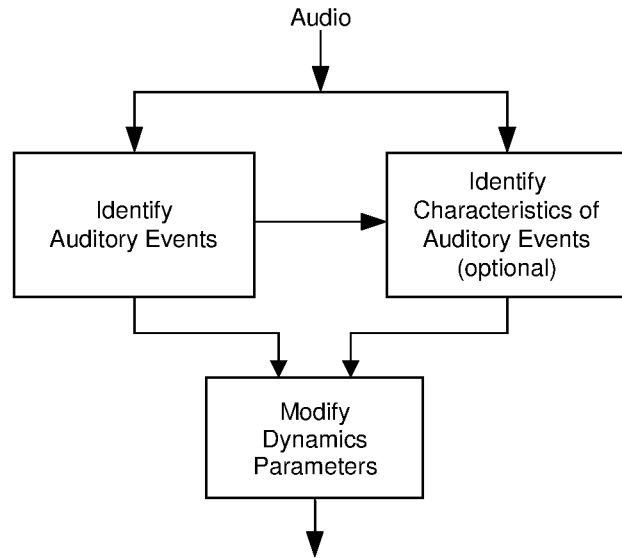 Audio
Identify
Auditory Events
Identify
Characteristics of
Auditory Events
(optional)
Modify
Dynamics
Parameters